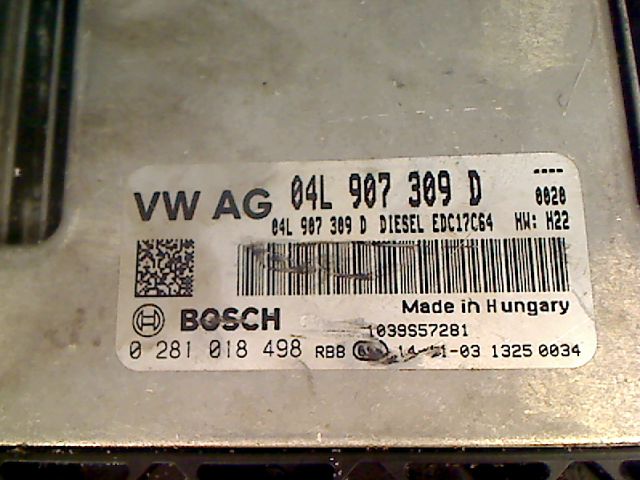 VW AG 04L 907 309 D ----
0020
04L 907 309 D DIESEL EDC17C64 HW: H22
Made in Hungary
BOSCH
1039S57281
0 281 018 498 RBB 1325 0034